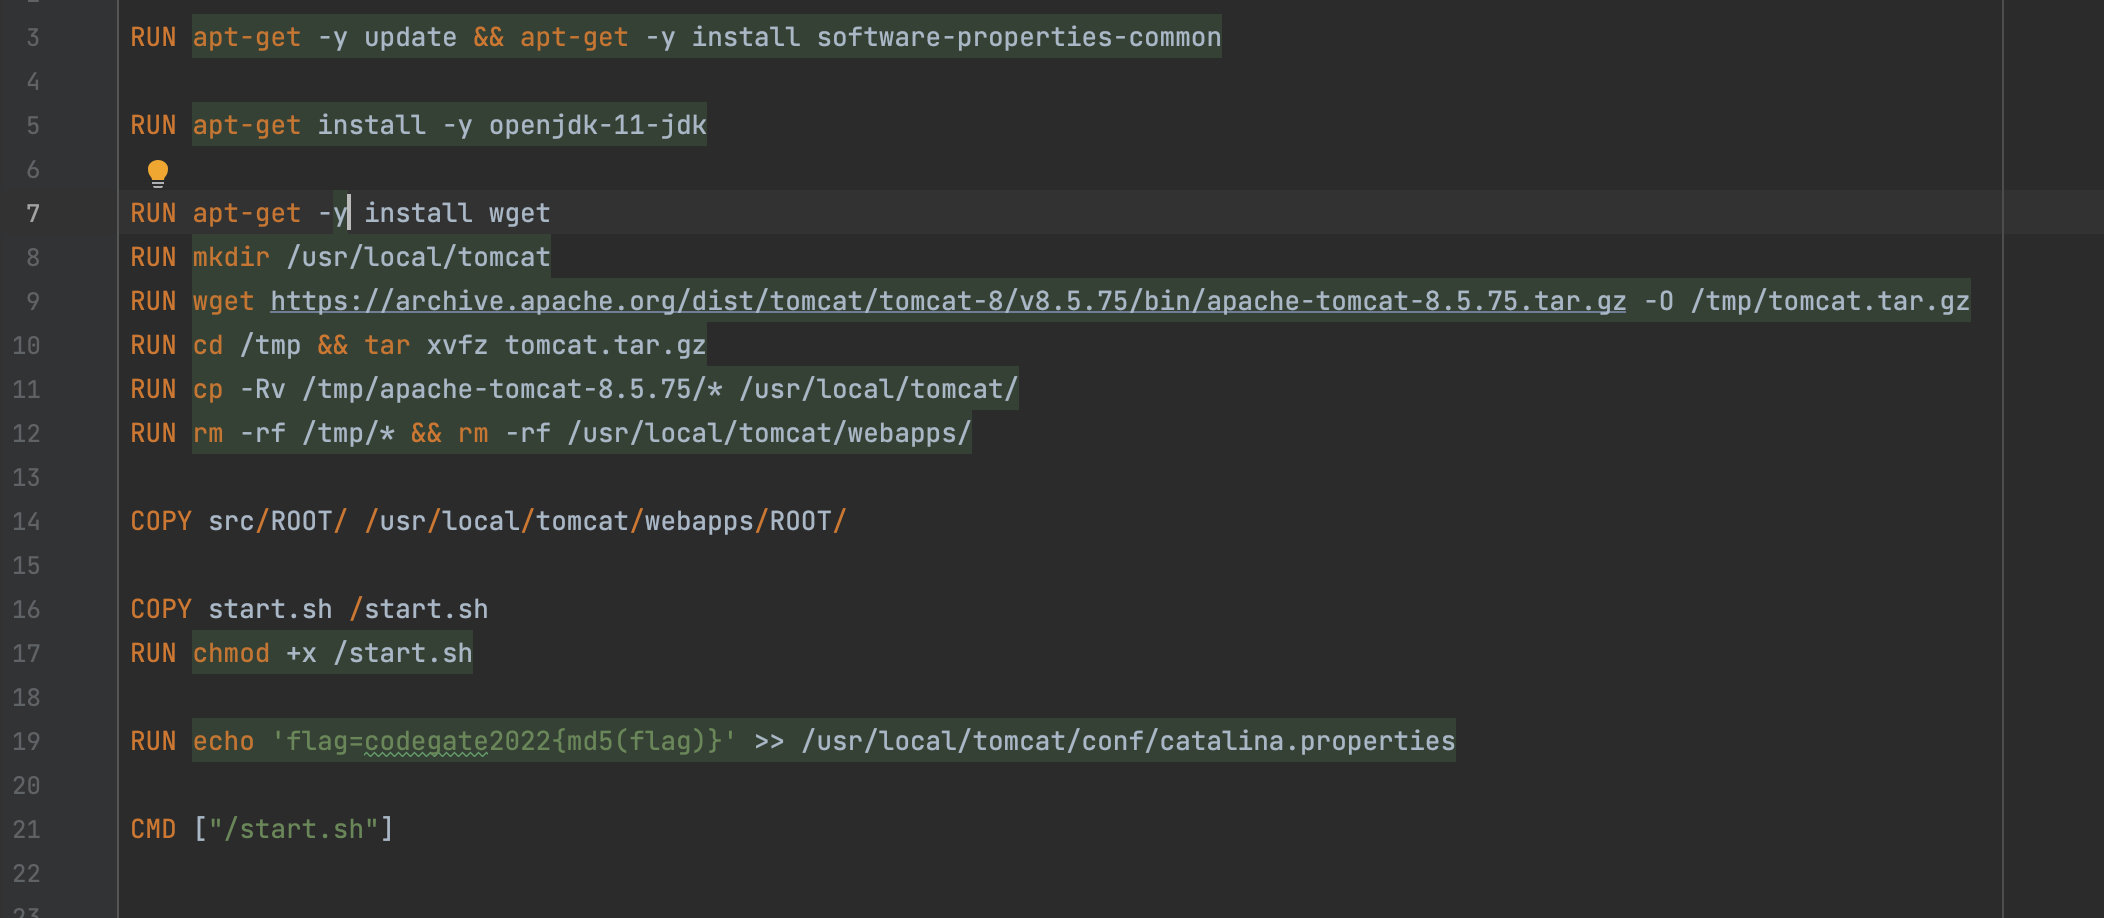 3 RUN apt-get -y update && apt-get -y install software-properties-common
4
5 RUN apt-get install -y openjdk-11-jdk
6
7 RUN apt-get -y install wget
8 RUN mkdir /usr/local/tomcat
9 RUN wget https://archive.apache.org/dist/tomcat/tomcat-8/v8.5.75/bin/apache-tomcat-8.5.75.tar.gz -O /tmp/tomcat.tar.gz
10 RUN cd /tmp && tar xvfz tomcat.tar.gz
11 RUN cp -Rv /tmp/apache-tomcat-8.5.75/* /usr/local/tomcat/
12 RUN rm -rf /tmp/* && rm -rf /usr/local/tomcat/webapps/
13
14 COPY src/ROOT/ /usr/local/tomcat/webapps/ROOT/
15
16 COPY start.sh /start.sh
17 RUN chmod +x /start.sh
18
19 RUN echo 'flag=codegate2022{md5(flag)}' >> /usr/local/tomcat/conf/catalina.properties
20
21 CMD ["/start.sh"]
22
23